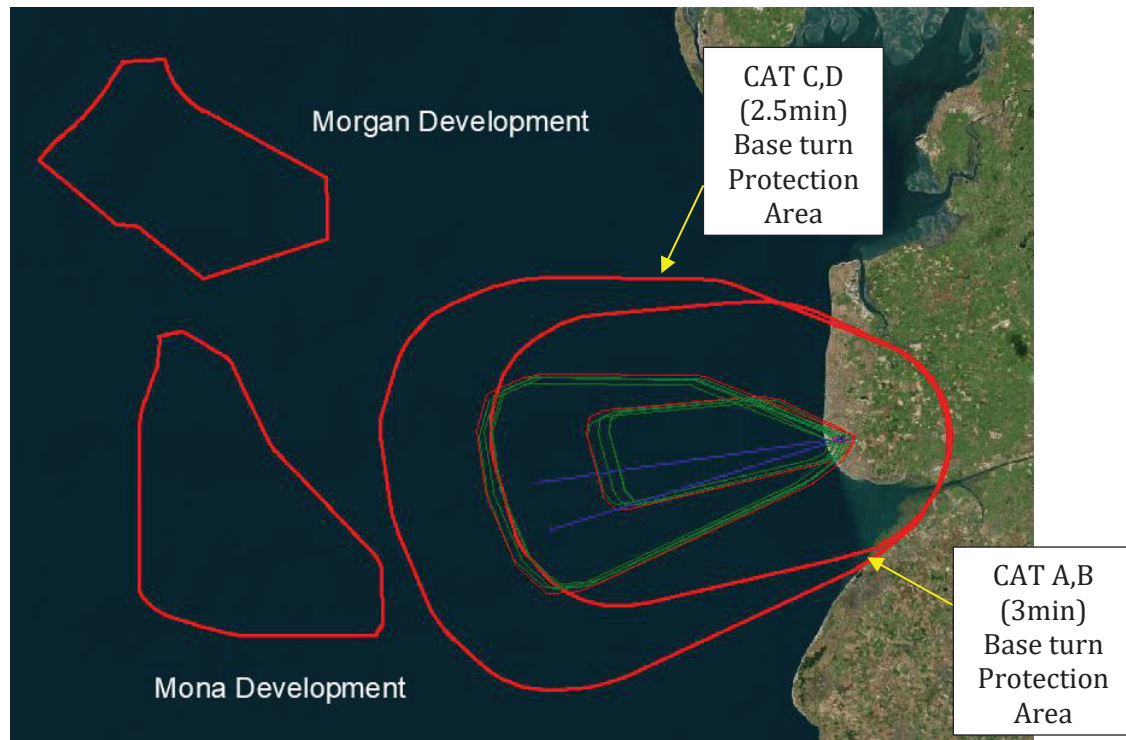 Morgan Development
CAT C,D
(2.5min)
Base turn
Protection
Area
Mona Development
CAT A,B
(3min)
Base turn
Protection
Area